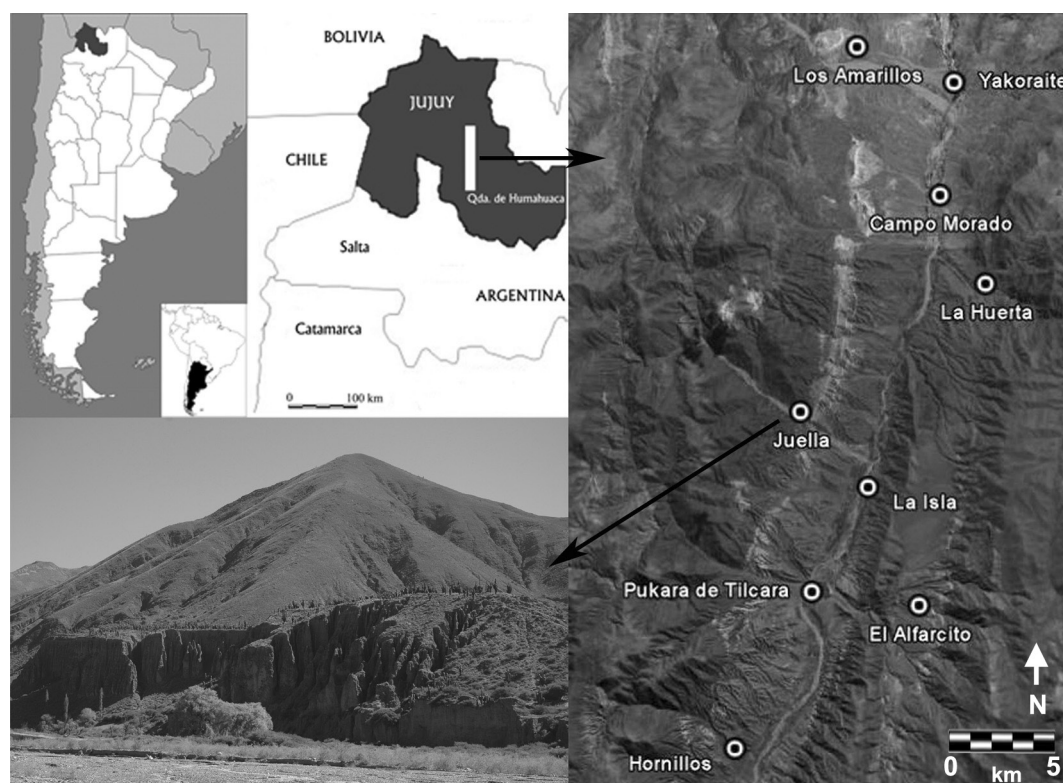 BOLIVIA
JUJUY
CHILE
Qda. de Humahuaca
Salta
ARGENTINA
Catamarca
0 100 km
Los Amarillos
Yakoraite
Campo Morado
La Huerta
Juella
La Isla
Pukara de Tilcara
El Alfarcito
Hornillos
N
0 5
km